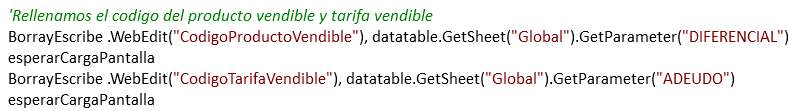 'Rellenamos el codigo del producto vendible y tarifa vendible
BorrayEscribe .WebEdit("CodigoProductoVendible"), datatable.GetSheet("Global").GetParameter("DIFERENCIAL")
esperarCargaPantalla
BorrayEscribe .WebEdit("CodigoTarifaVendible"), datatable.GetSheet("Global").GetParameter("ADEUDO")
esperarCargaPantalla